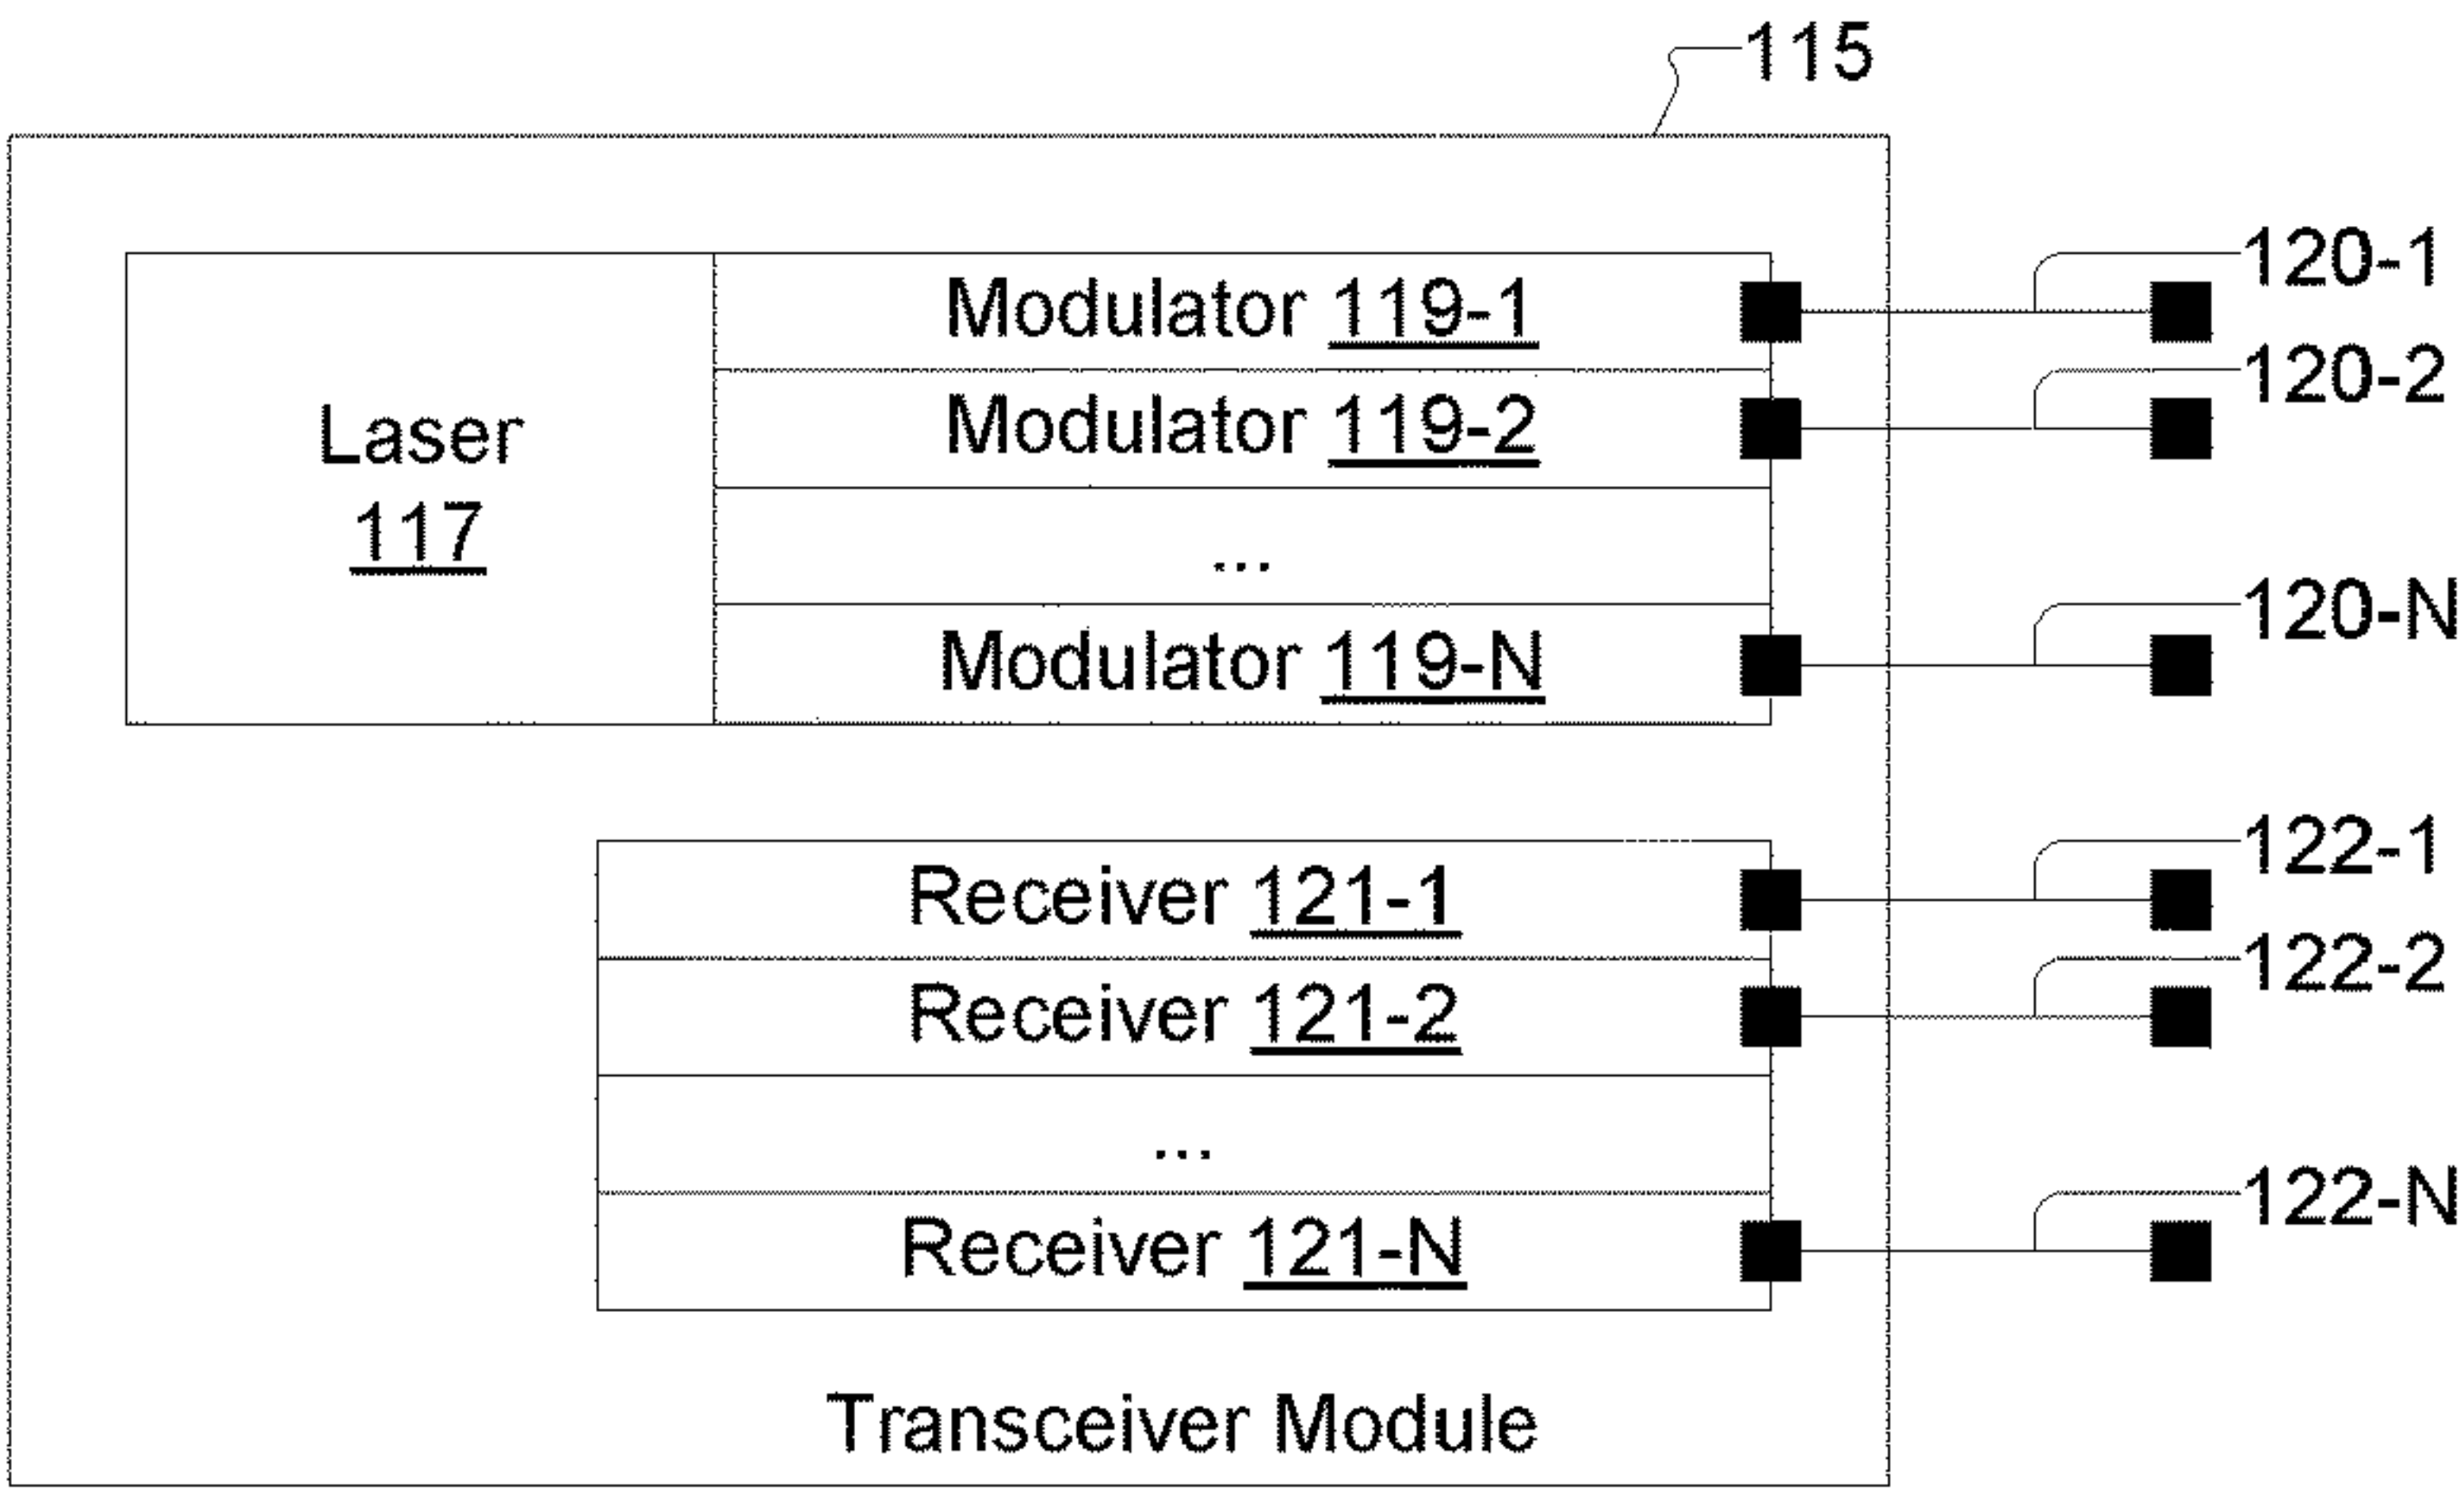 115
Modulator 119-1
120-1
Modulator 119-2
120-2
Laser
117
...
Modulator 119-N
120-N
Receiver 121-1
122-1
Receiver 121-2
122-2
...
Receiver 121-N
122-N
Transceiver Module